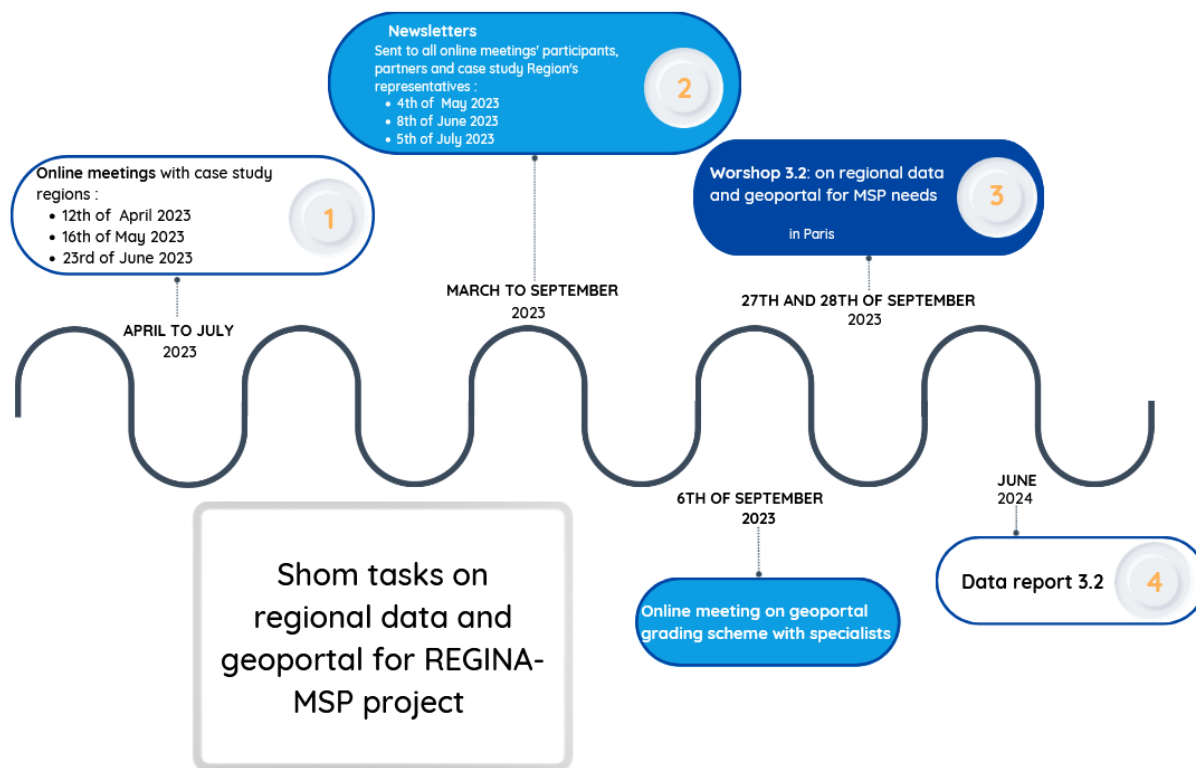 Newsletters
Sent to all online meetings' participants,
partners and case study Region's
representatives :
• 4th of May 2023
• 8th of June 2023
• 5th of July 2023
2
Online meetings with case study
regions :
• 12th of April 2023
• 16th of May 2023
• 23rd of June 2023
1
Worshop 3.2: on regional data
and geoportal for MSP needs
in Paris
3
APRIL TO JULY
2023
MARCH TO SEPTEMBER
2023
27TH AND 28TH OF SEPTEMBER
2023
6TH OF SEPTEMBER
2023
JUNE
2024
Shom tasks on
regional data and
geoportal for REGINA-
MSP project
Online meeting on geoportal
grading scheme with specialists
Data report 3.2
4